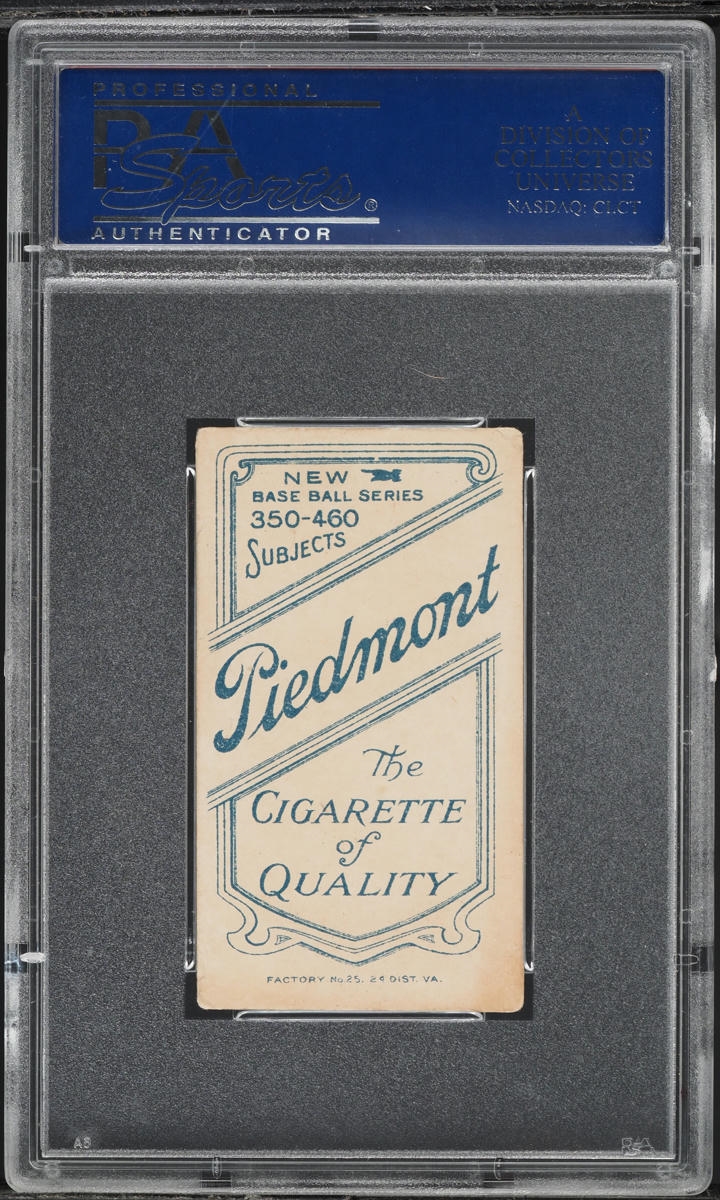 PROFESSIONAL
PSA
Sports®
AUTHENTICATOR
A
DIVISION OF
COLLECTORS
UNIVERSE
NASDAQ: CLCT
NEW
BASE BALL SERIES
350-460
SUBJECTS
Piedmont
The
CIGARETTE
of
QUALITY
FACTORY No. 25. 2d DIST. VA.
PSA